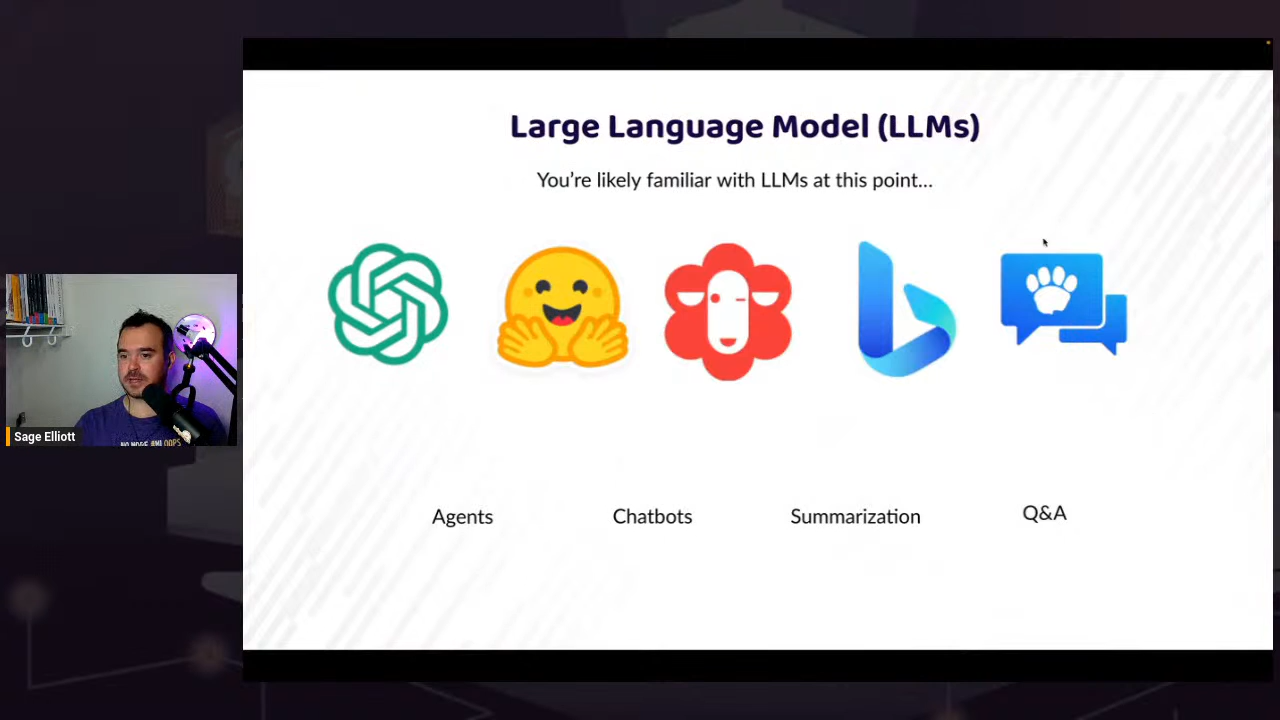 Large Language Model (LLMs)
You're likely familiar with LLMs at this point...
Sage Elliott
Agents
Chatbots
Summarization
Q&A